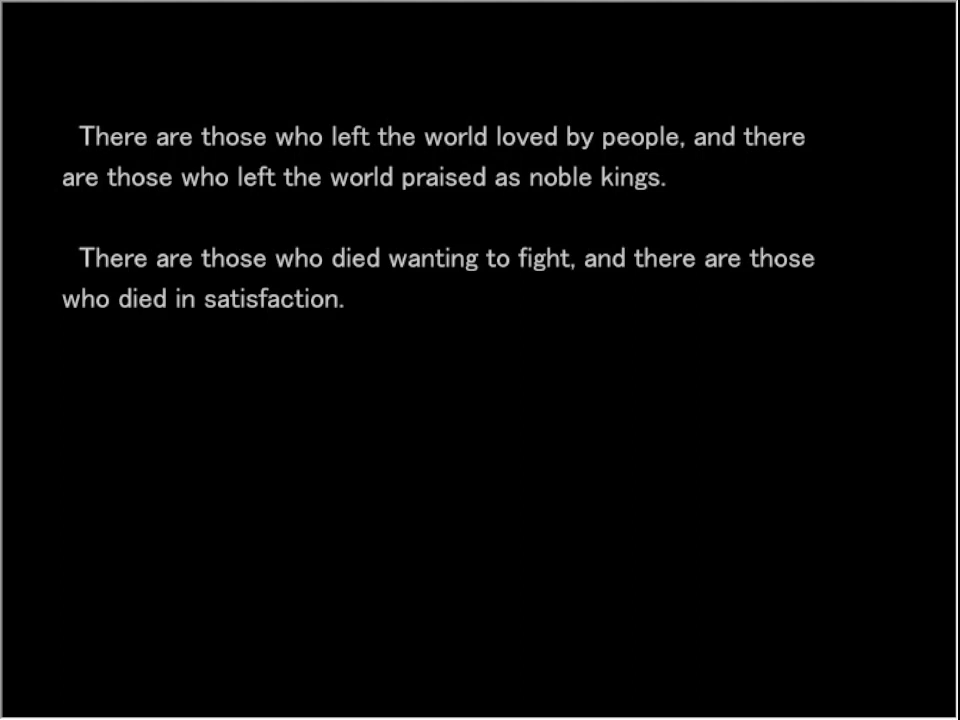 There are those who left the world loved by people, and there
are those who left the world praised as noble kings.
There are those who died wanting to fight, and there are those
who died in satisfaction.